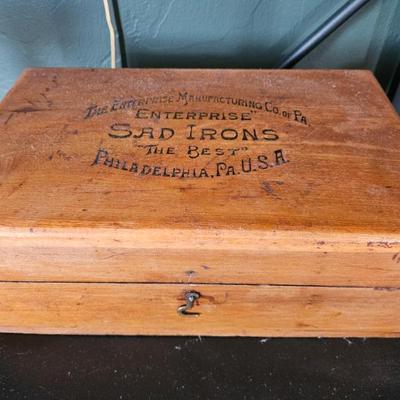 The Enterprise Manufacturing Co. of Pa.
"Enterprise"
Sad Irons
"The Best"
Philadelphia, Pa. U.S.A.